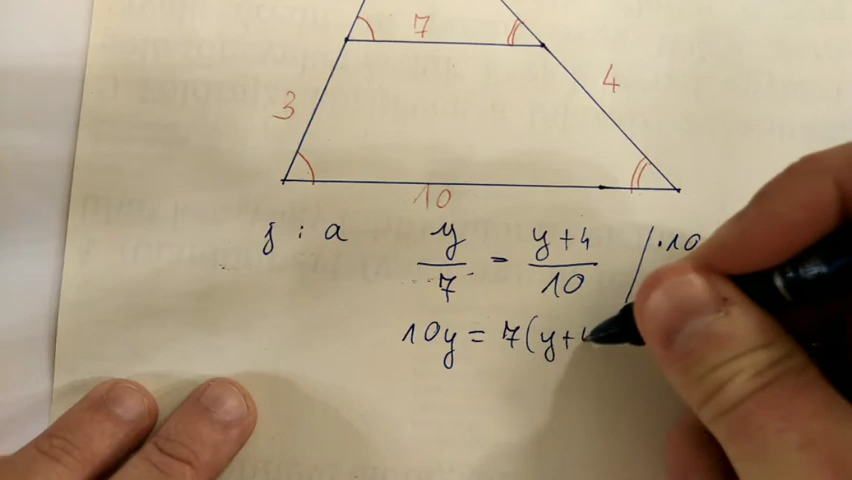 7
3
4
10
j : a
y/7 = (y+4)/10 /·10
10y = 7(y+